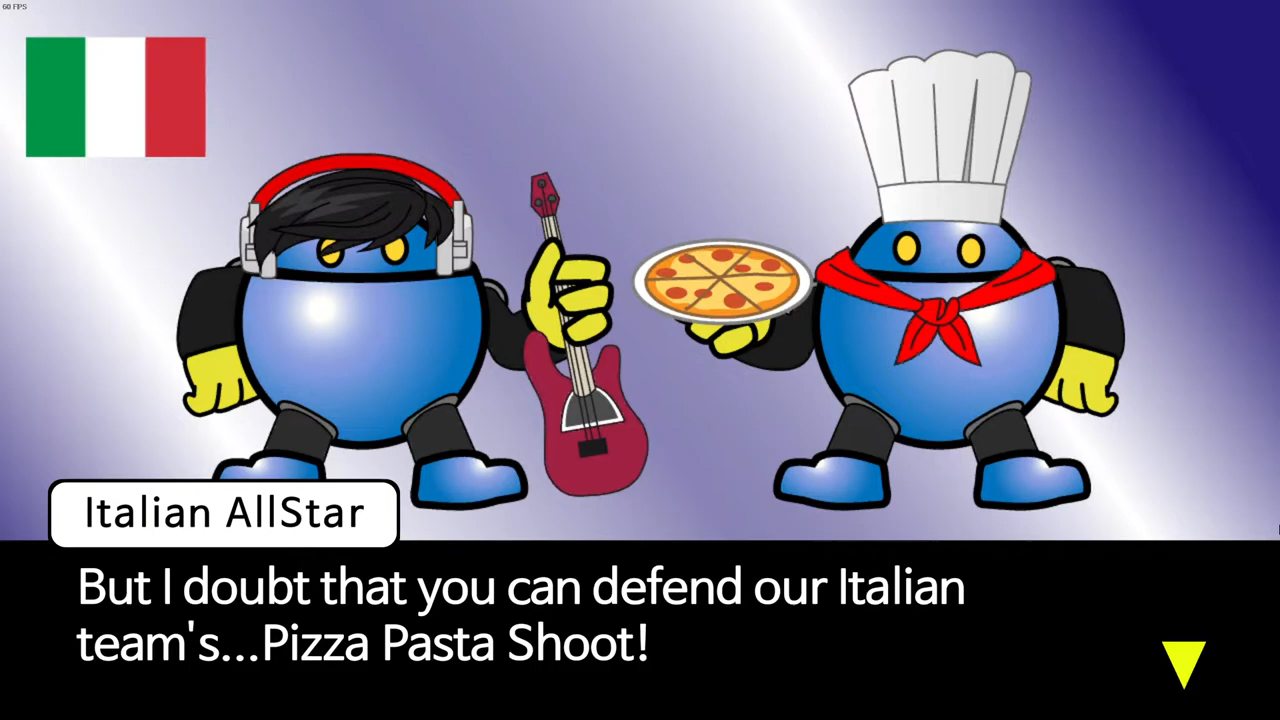 60 FPS
Italian AllStar
But I doubt that you can defend our Italian
team's...Pizza Pasta Shoot!